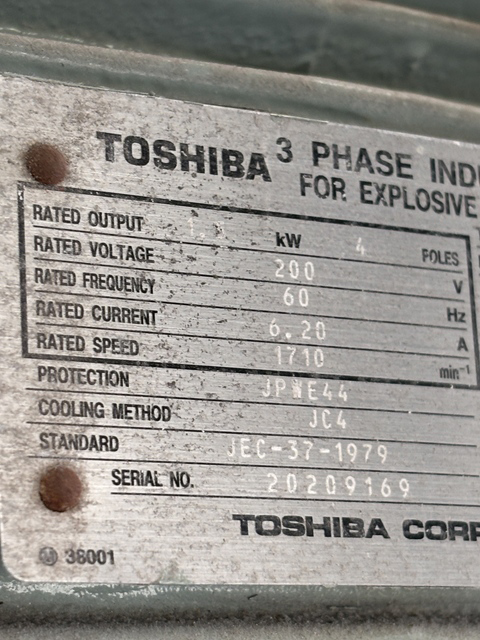 TOSHIBA 3 PHASE IND
FOR EXPLOSIVE
RATED OUTPUT kW 4 POLES
RATED VOLTAGE 200 V
RATED FREQUENCY 60 Hz
RATED CURRENT 6.20 A
RATED SPEED 1710 min⁻¹
PROTECTION JPWE44
COOLING METHOD JC4
STANDARD JEC-37-1979
SERIAL NO. 20209169
TOSHIBA CORP
38001